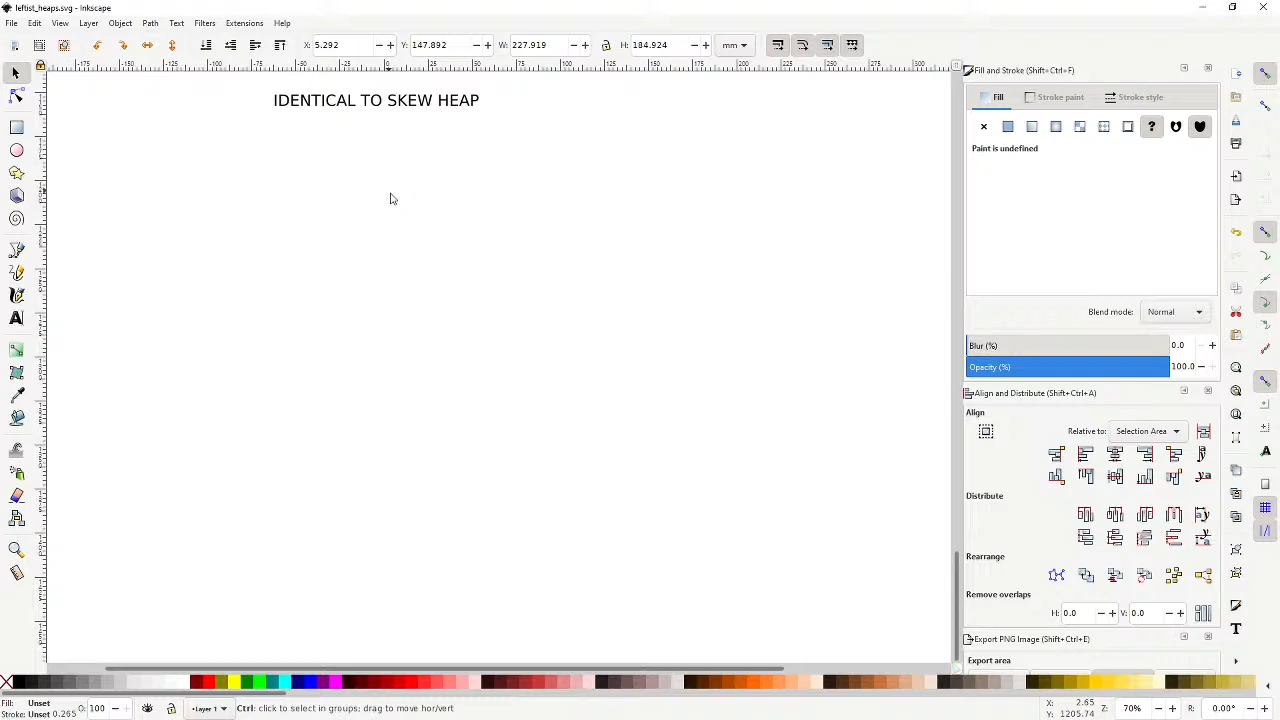 leftist_heaps.svg - Inkscape
File Edit View Layer Object Path Text Filters Extensions Help
X: 5.292 Y: 147.892 W: 227.919 H: 184.924 mm
IDENTICAL TO SKEW HEAP
Fill and Stroke (Shift+Ctrl+F)
Fill Stroke paint Stroke style
Paint is undefined
Blend mode: Normal
Blur (%) 0.0
Opacity (%) 100.0
Align and Distribute (Shift+Ctrl+A)
Align
Relative to: Selection Area
Distribute
Rearrange
Remove overlaps
H: 0.0 V: 0.0
Export PNG Image (Shift+Ctrl+E)
Export area
Fill: Unset
Stroke: Unset 0.265
O: 100
Layer 1
Ctrl: click to select in groups; drag to move hor/vert
X: 2.65
Y: 1205.74
Z: 70%
R: 0.00°